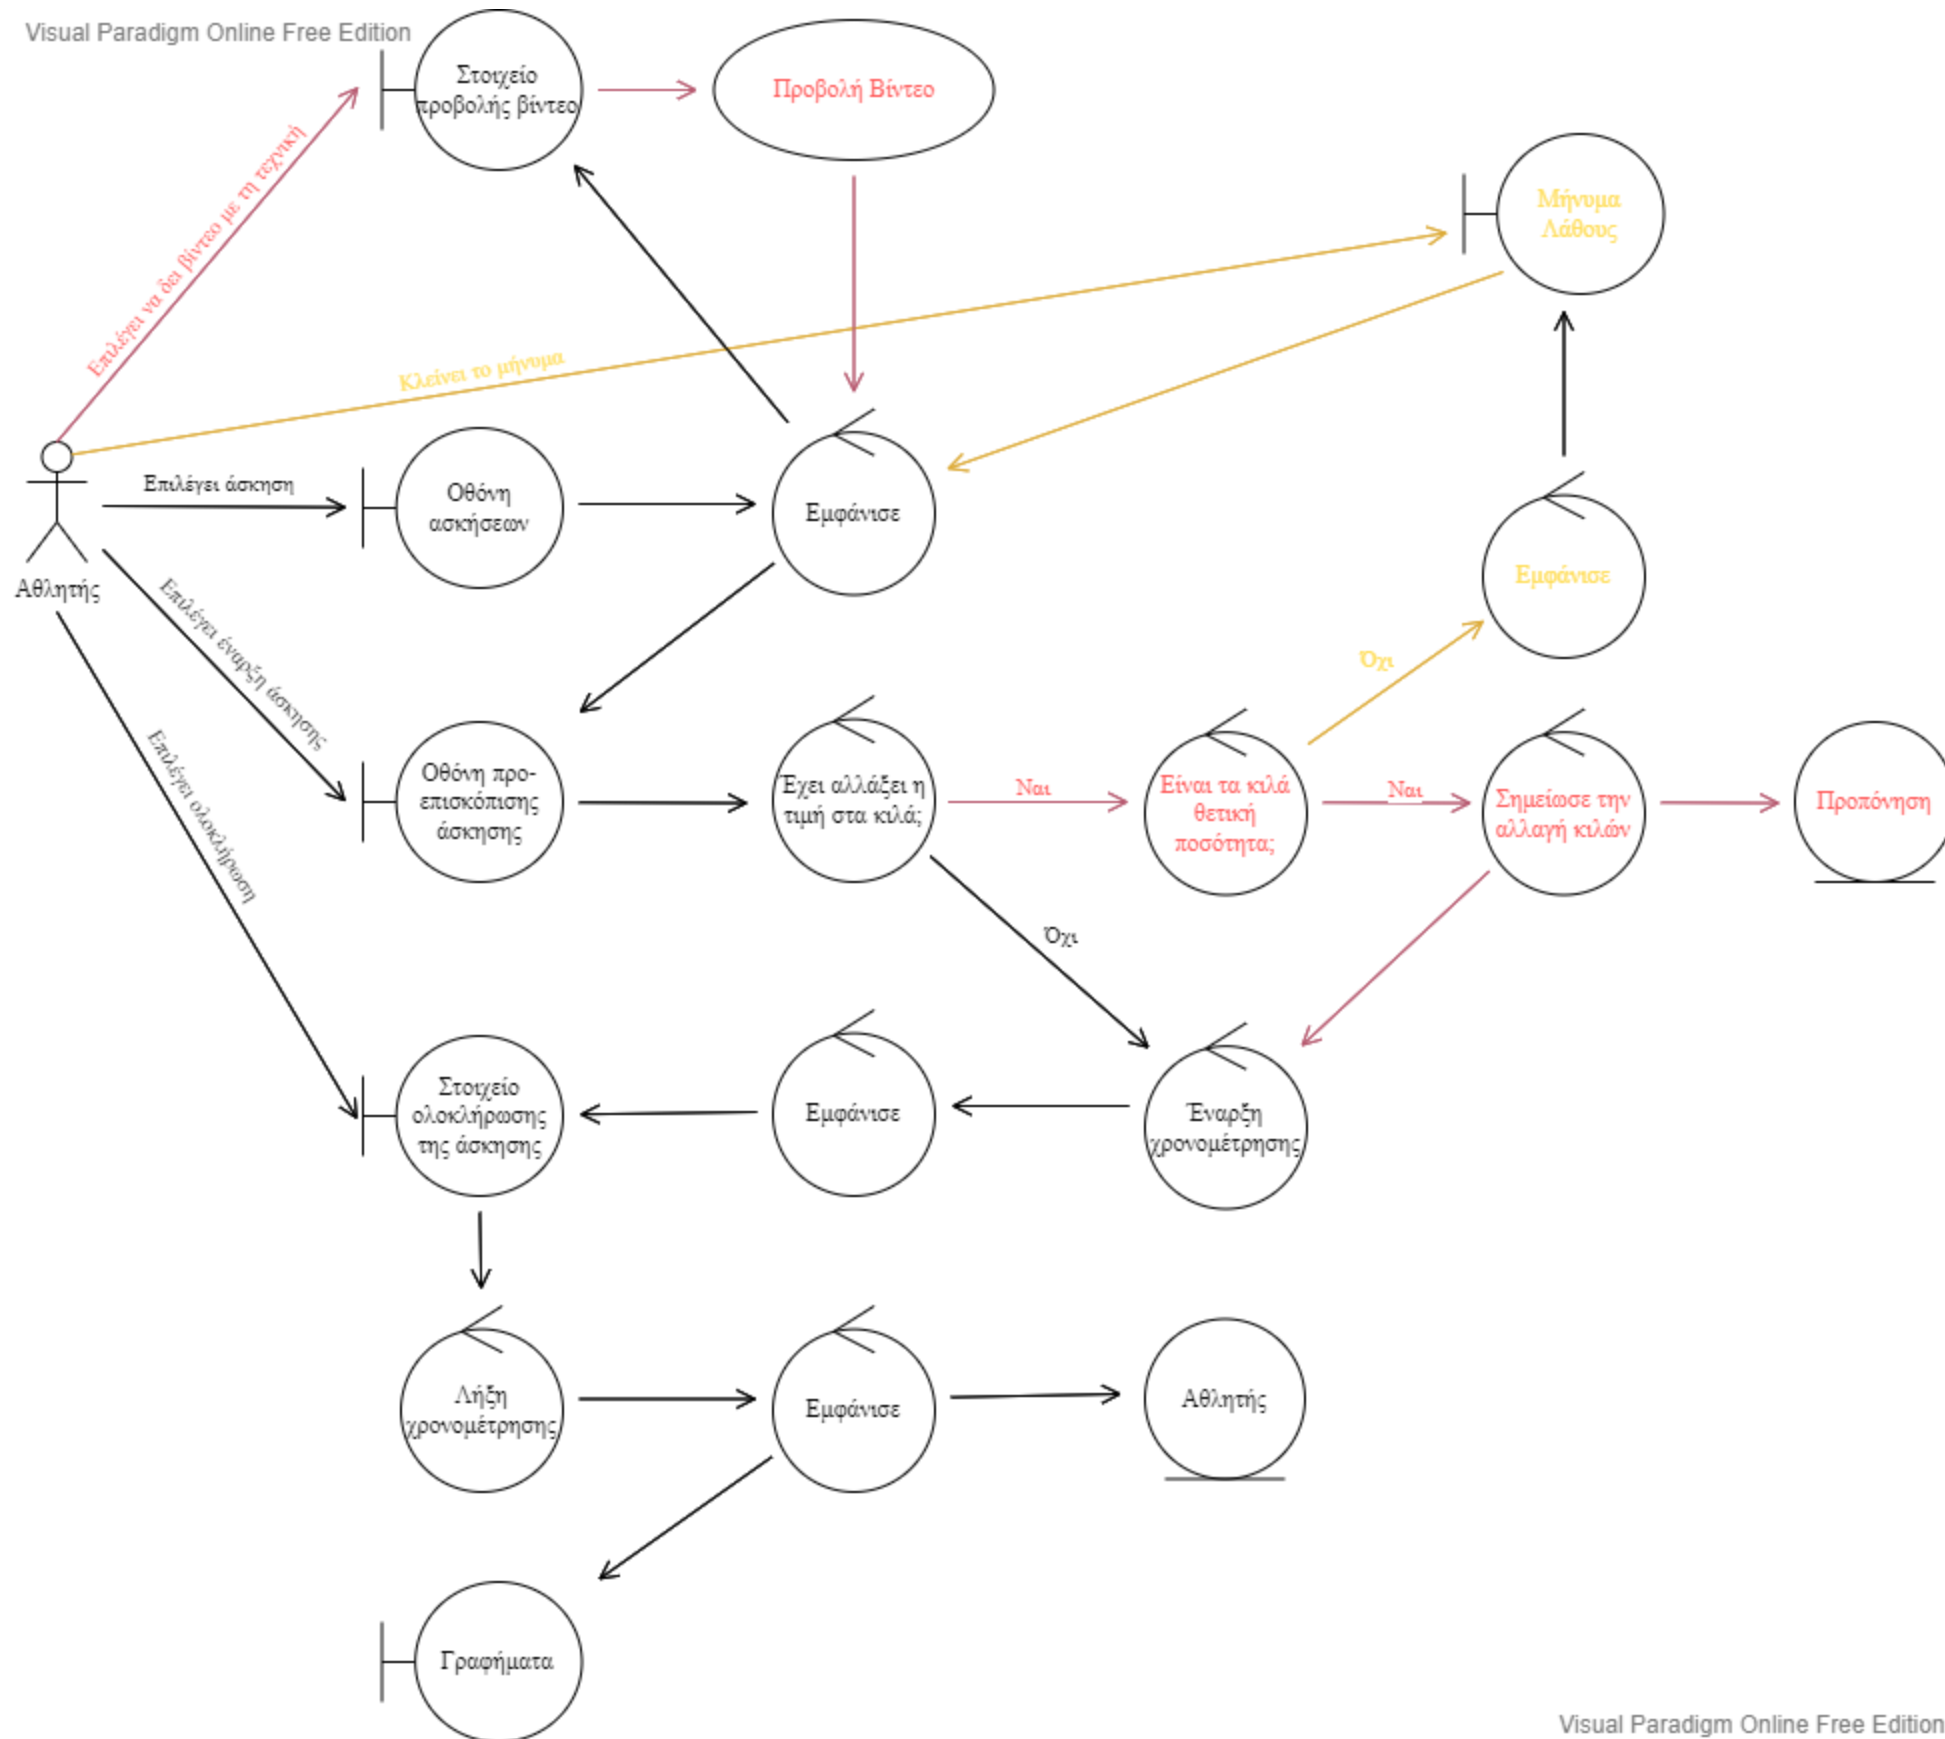 Visual Paradigm Online Free Edition
Στοιχείο
προβολής βίντεο
Προβολή Βίντεο
Μήνυμα
Λάθους
Επιλέγει να δει βίντεο με τη τεχνική
Κλείνει το μήνυμα
Επιλέγει άσκηση
Οθόνη
ασκήσεων
Εμφάνισε
Εμφάνισε
Αθλητής
Επιλέγει έναρξη άσκησης
Όχι
Επιλέγει ολοκλήρωση
Οθόνη προ-
επισκόπισης
άσκησης
Έχει αλλάξει η
τιμή στα κιλά;
Ναι
Είναι τα κιλά
θετική
ποσότητα;
Ναι
Σημείωσε την
αλλαγή κιλών
Προπόνηση
Όχι
Στοιχείο
ολοκλήρωσης
της άσκησης
Εμφάνισε
Έναρξη
χρονομέτρησης
Λήξη
χρονομέτρησης
Εμφάνισε
Αθλητής
Γραφήματα
Visual Paradigm Online Free Edition